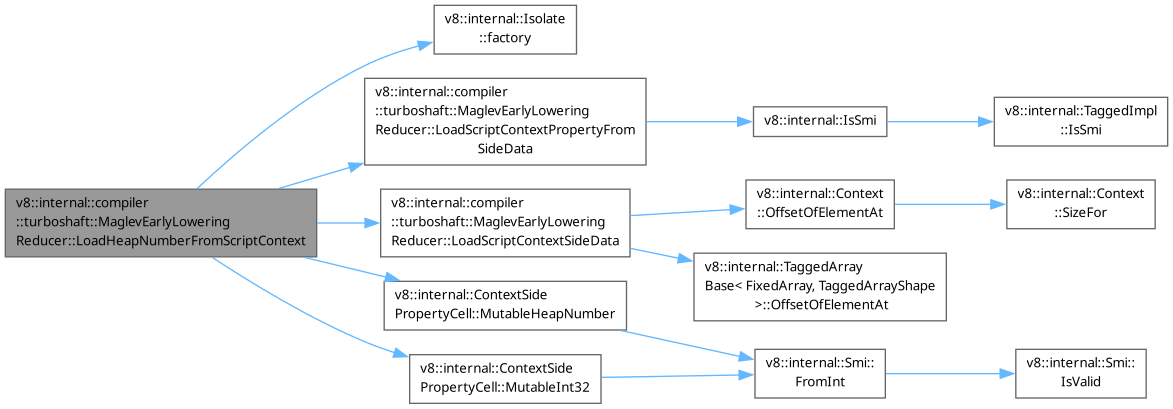 v8::internal::Isolate
::factory
v8::internal::compiler
::turboshaft::MaglevEarlyLowering
Reducer::LoadScriptContextPropertyFrom
SideData
v8::internal::IsSmi
v8::internal::TaggedImpl
::IsSmi
v8::internal::compiler
::turboshaft::MaglevEarlyLowering
Reducer::LoadHeapNumberFromScriptContext
v8::internal::compiler
::turboshaft::MaglevEarlyLowering
Reducer::LoadScriptContextSideData
v8::internal::Context
::OffsetOfElementAt
v8::internal::Context
::SizeFor
v8::internal::TaggedArray
Base< FixedArray, TaggedArrayShape
>::OffsetOfElementAt
v8::internal::ContextSide
PropertyCell::MutableHeapNumber
v8::internal::ContextSide
PropertyCell::MutableInt32
v8::internal::Smi::
FromInt
v8::internal::Smi::
IsValid